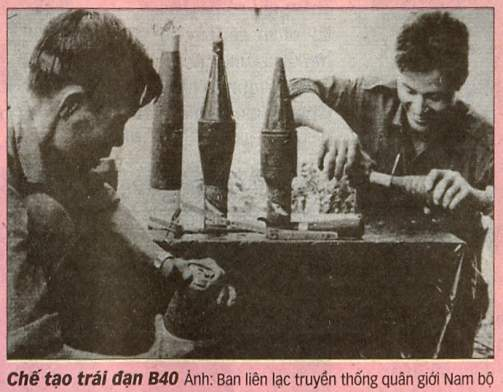 Chế tạo trái đạn B40 Ảnh: Ban liên lạc truyền thống quân giới Nam bộ